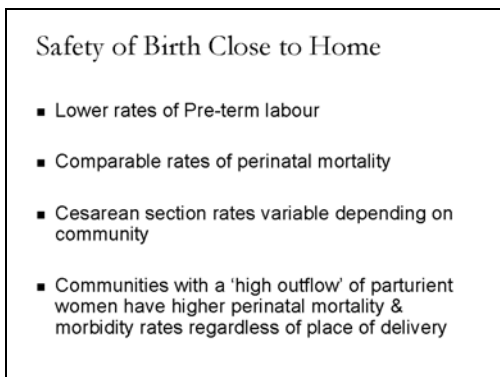 Safety of Birth Close to Home
▪ Lower rates of Pre-term labour
▪ Comparable rates of perinatal mortality
▪ Cesarean section rates variable depending on
community
▪ Communities with a ‘high outflow’ of parturient
women have higher perinatal mortality &
morbidity rates regardless of place of delivery